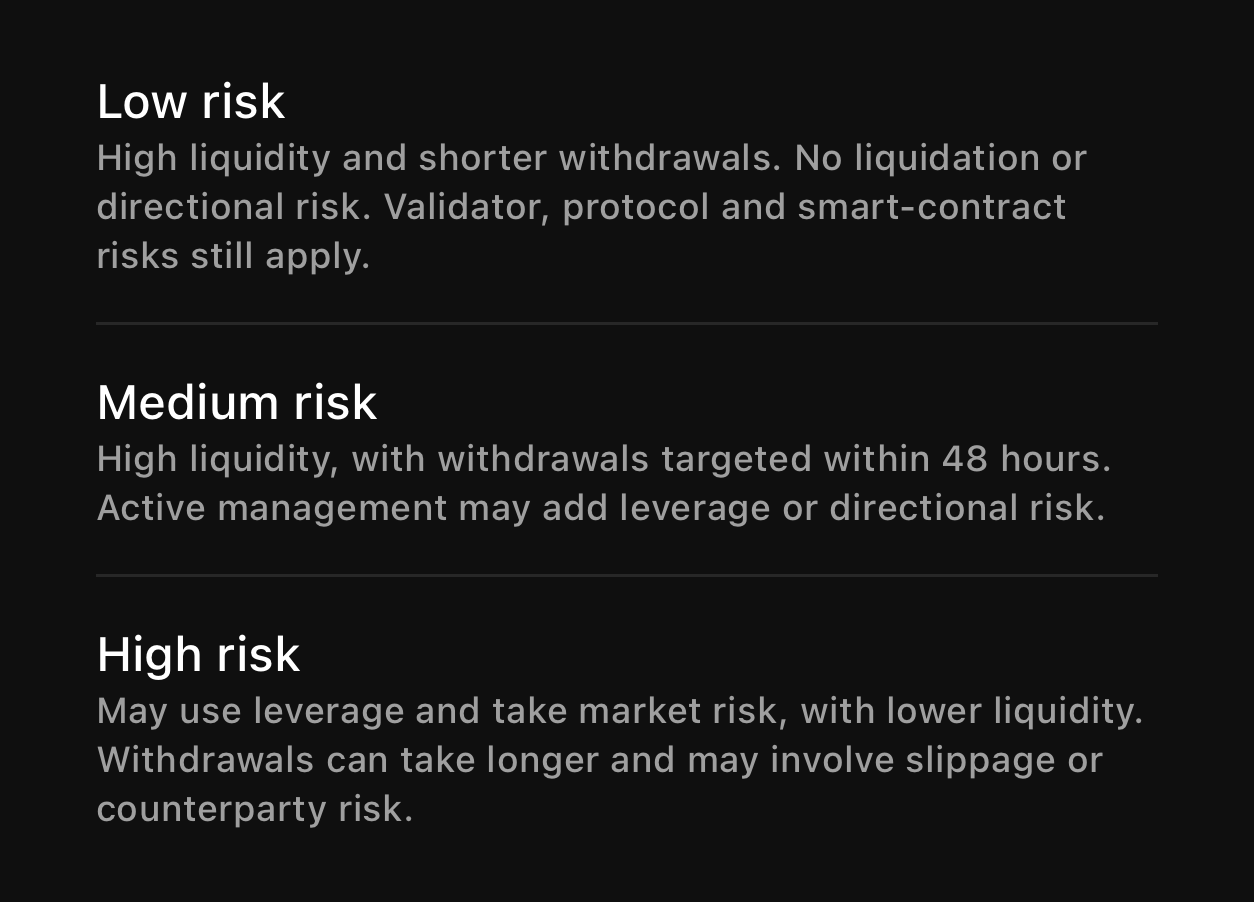 Low risk
High liquidity and shorter withdrawals. No liquidation or
directional risk. Validator, protocol and smart-contract
risks still apply.
Medium risk
High liquidity, with withdrawals targeted within 48 hours.
Active management may add leverage or directional risk.
High risk
May use leverage and take market risk, with lower liquidity.
Withdrawals can take longer and may involve slippage or
counterparty risk.